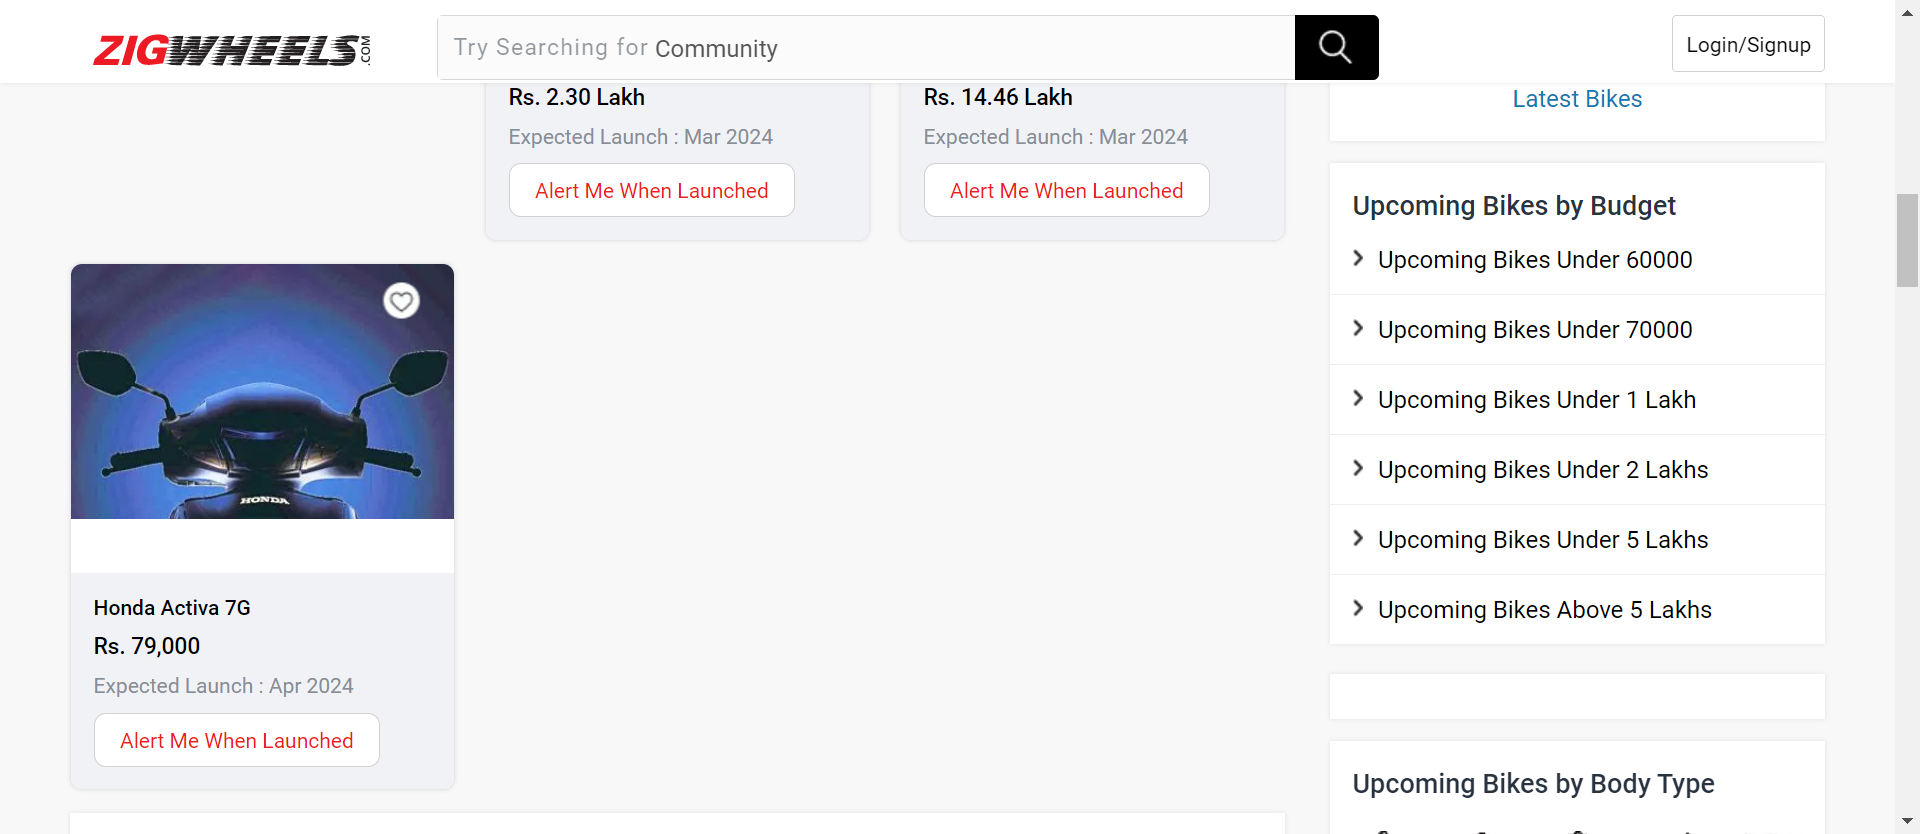 ZIGWHEELS.COM
Try Searching for Community
Login/Signup
Rs. 2.30 Lakh
Expected Launch : Mar 2024
Alert Me When Launched
Rs. 14.46 Lakh
Expected Launch : Mar 2024
Alert Me When Launched
HONDA
Honda Activa 7G
Rs. 79,000
Expected Launch : Apr 2024
Alert Me When Launched
Latest Bikes
Upcoming Bikes by Budget
Upcoming Bikes Under 60000
Upcoming Bikes Under 70000
Upcoming Bikes Under 1 Lakh
Upcoming Bikes Under 2 Lakhs
Upcoming Bikes Under 5 Lakhs
Upcoming Bikes Above 5 Lakhs
Upcoming Bikes by Body Type